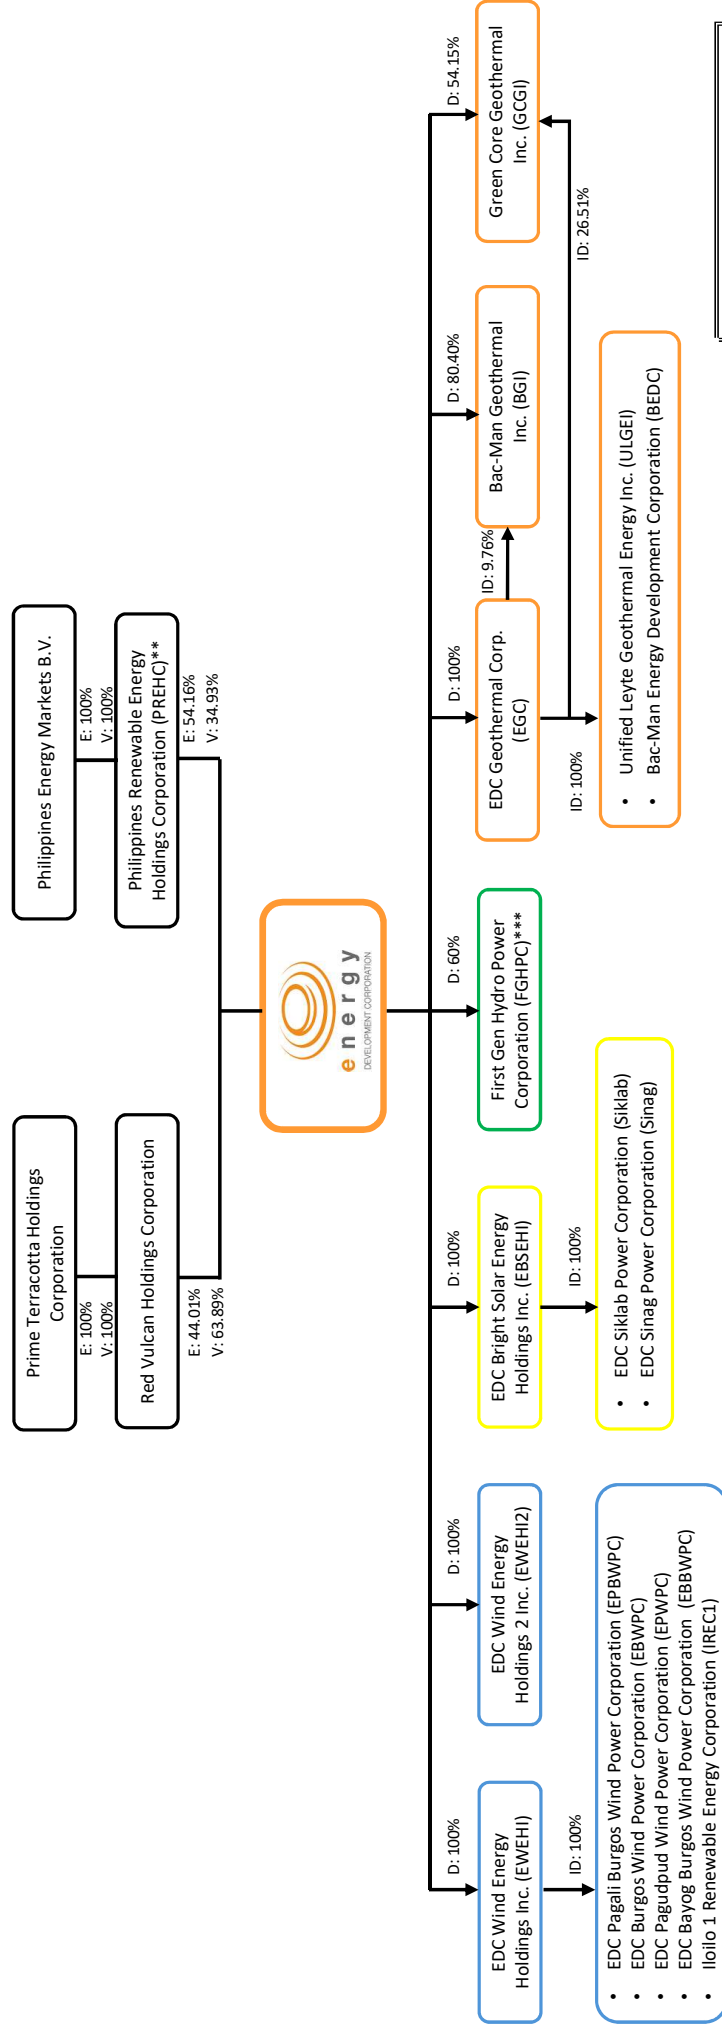 Prime Terracotta Holdings
Corporation
E: 100%
V: 100%
Red Vulcan Holdings Corporation
E: 44.01%
V: 63.89%
Philippines Energy Markets B.V.
E: 100%
V: 100%
Philippines Renewable Energy
Holdings Corporation (PREHC)**
E: 54.16%
V: 34.93%
energy
DEVELOPMENT CORPORATION
D: 100%
EDC Wind Energy
Holdings Inc. (EWEHI)
ID: 100%
• EDC Pagali Burgos Wind Power Corporation (EPBWPC)
• EDC Burgos Wind Power Corporation (EBWPC)
• EDC Pagudpud Wind Power Corporation (EPWPC)
• EDC Bayog Burgos Wind Power Corporation (EBBWPC)
• Iloilo 1 Renewable Energy Corporation (IREC1)
D: 100%
EDC Wind Energy
Holdings 2 Inc. (EWEHI2)
D: 100%
EDC Bright Solar Energy
Holdings Inc. (EBSEHI)
ID: 100%
• EDC Siklab Power Corporation (Siklab)
• EDC Sinag Power Corporation (Sinag)
D: 60%
First Gen Hydro Power
Corporation (FGHPC)***
D: 100%
EDC Geothermal Corp.
(EGC)
ID: 9.76%
ID: 100%
• Unified Leyte Geothermal Energy Inc. (ULGEI)
• Bac-Man Energy Development Corporation (BEDC)
D: 80.40%
Bac-Man Geothermal
Inc. (BGI)
D: 54.15%
Green Core Geothermal
Inc. (GCGI)
ID: 26.51%